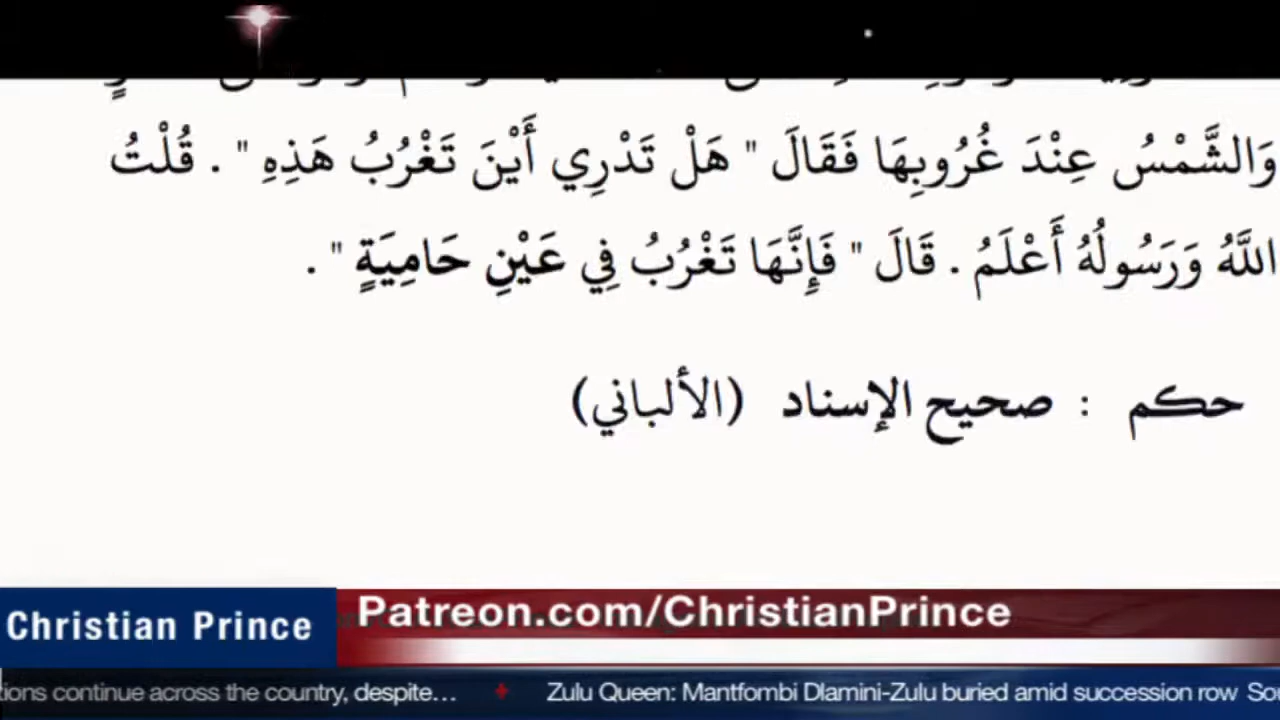 وَالشَّمْسُ عِنْدَ غُرُوبِهَا فَقَالَ " هَلْ تَدْرِي أَيْنَ تَغْرُبُ هَذِهِ " . قُلْتُ
اللَّهُ وَرَسُولُهُ أَعْلَمُ . قَالَ " فَإِنَّهَا تَغْرُبُ فِي عَيْنِ حَامِيَةٍ " .
حكم : صحيح الإسناد (الألباني)
Christian Prince
Patreon.com/ChristianPrince
tions continue across the country, despite... Zulu Queen: Mantfombi Dlamini-Zulu buried amid succession row Sou